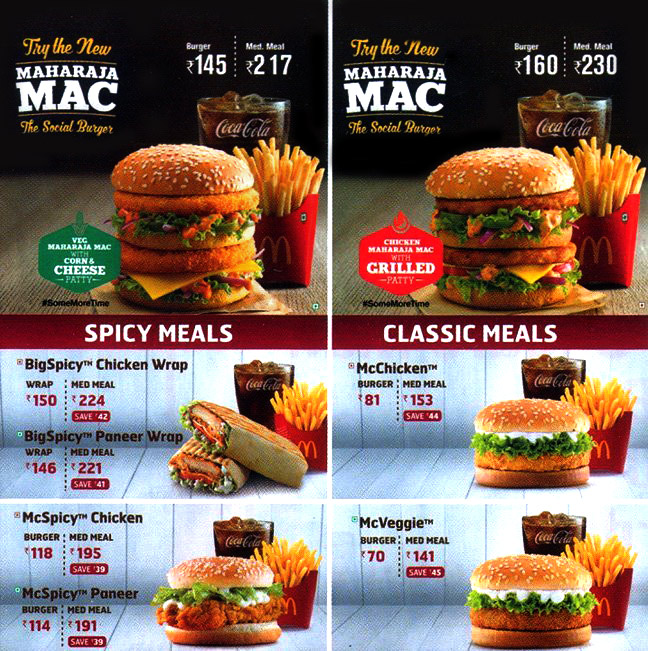 Try the New
MAHARAJA
MAC
The Social Burger
Burger Med. Meal
₹145 ₹217
Coca-Cola
VEG
MAHARAJA MAC
WITH
CORN &
CHEESE
PATTY
#SomeMoreTime
Try the New
MAHARAJA
MAC
The Social Burger
Burger Med. Meal
₹160 ₹230
Coca-Cola
CHICKEN
MAHARAJA MAC
WITH
GRILLED
PATTY
#SomeMoreTime
SPICY MEALS
BigSpicy™ Chicken Wrap
WRAP MED MEAL
₹150 ₹224
SAVE ₹42
Coca-Cola
BigSpicy™ Paneer Wrap
WRAP MED MEAL
₹146 ₹221
SAVE ₹41
McSpicy™ Chicken
BURGER MED MEAL
₹118 ₹195
SAVE ₹39
Coca-Cola
McSpicy™ Paneer
BURGER MED MEAL
₹114 ₹191
SAVE ₹39
CLASSIC MEALS
McChicken™
BURGER MED MEAL
₹81 ₹153
SAVE ₹44
Coca-Cola
McVeggie™
BURGER MED MEAL
₹70 ₹141
SAVE ₹45
Coca-Cola